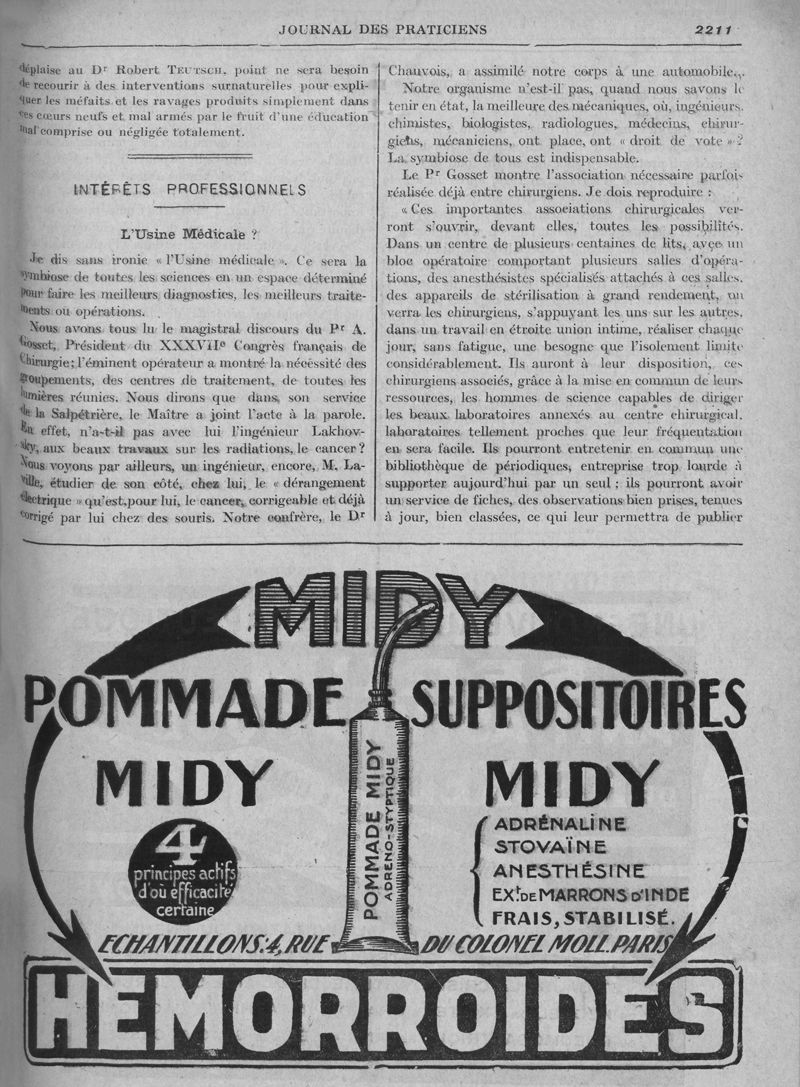 JOURNAL DES PRATICIENS
2211
déplaise au Dr Robert TEUTSCH, point ne sera besoin
de recourir à des interventions surnaturelles pour expli-
quer les méfaits et les ravages produits simplement dans
ces cœurs neufs et mal armés par le fruit d'une éducation
mal comprise ou négligée totalement.
INTÉRÊTS PROFESSIONNELS
L'Usine Médicale ?
Je dis sans ironie « l'Usine médicale ». Ce sera la
symbiose de toutes les sciences en un espace déterminé
pour faire les meilleurs diagnostics, les meilleurs traite-
ments ou opérations.
Nous avons tous lu le magistral discours du Pr A.
Gosset, Président du XXXVIIe Congrès français de
Chirurgie; l'éminent opérateur a montré la nécessité des
groupements, des centres de traitement, de toutes les
lumières réunies. Nous dirons que dans, son service
de la Salpêtrière, le Maître a joint l'acte à la parole.
En effet, n'a-t-il pas avec lui l'ingénieur Lakhov-
sky, aux beaux travaux sur les radiations, le cancer ?
Nous voyons par ailleurs, un ingénieur, encore, M. La-
ville, étudier de son côté, chez lui, le « dérangement
électrique » qu'est, pour lui, le cancer, corrigeable et déjà
corrigé par lui chez des souris. Notre confrère, le Dr
Chauvois, a assimilé notre corps à une automobile...
Notre organisme n'est-il pas, quand nous savons le
tenir en état, la meilleure des mécaniques, où, ingénieurs,
chimistes, biologistes, radiologues, médecins, chirur-
giens, mécaniciens, ont place, ont « droit de vote » ?
La symbiose de tous est indispensable.
Le Pr Gosset montre l'association nécessaire parfois
réalisée déjà entre chirurgiens. Je dois reproduire :
« Ces importantes associations chirurgicales ver-
ront s'ouvrir, devant elles, toutes les possibilités.
Dans un centre de plusieurs centaines de lits, avec un
bloc opératoire comportant plusieurs salles d'opéra-
tions, des anesthésistes spécialisés attachés à ces salles,
des appareils de stérilisation à grand rendement, on
verra les chirurgiens, s'appuyant les uns sur les autres,
dans un travail en étroite union intime, réaliser chaque
jour, sans fatigue, une besogne que l'isolement limite
considérablement. Ils auront à leur disposition, ces
chirurgiens associés, grâce à la mise en commun de leurs
ressources, les hommes de science capables de diriger
les beaux laboratoires annexés au centre chirurgical,
laboratoires tellement proches que leur fréquentation
en sera facile. Ils pourront entretenir en commun une
bibliothèque de périodiques, entreprise trop lourde à
supporter aujourd'hui par un seul ; ils pourront avoir
un service de fiches, des observations bien prises, tenues
à jour, bien classées, ce qui leur permettra de publier
MIDY
POMMADE
MIDY
4
principes actifs
d'où efficacité
certaine
POMMADE MIDY
ADRENO-STYPTIQUE
SUPPOSITOIRES
MIDY
ADRÉNALINE
STOVAÏNE
ANESTHÉSINE
EXt. DE MARRONS D'INDE
FRAIS, STABILISÉ.
ECHANTILLONS: 4, RUE DU COLONEL MOLL. PARIS
HEMORROIDES